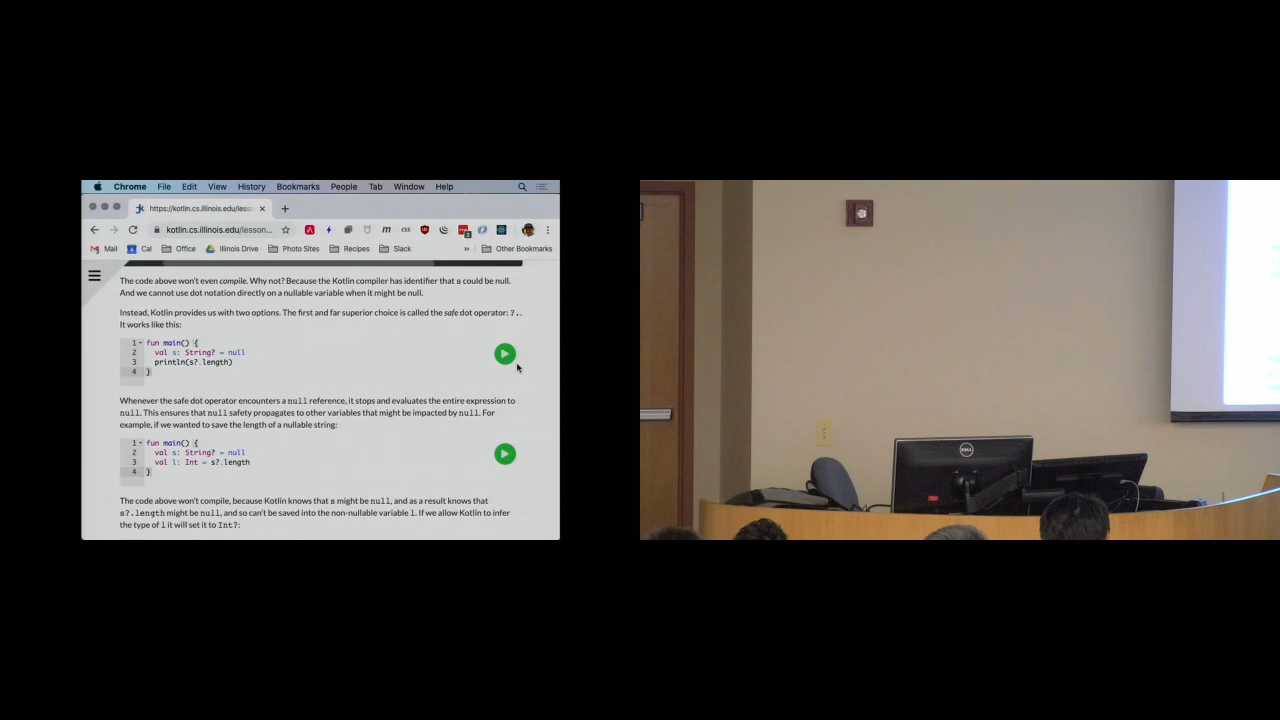 Chrome File Edit View History Bookmarks People Tab Window Help
https://kotlin.cs.illinois.edu/less
kotlin.cs.illinois.edu/lesson...
Mail Cal Office Illinois Drive Photo Sites Recipes Slack » Other Bookmarks
The code above won't even compile. Why not? Because the Kotlin compiler has identifier that s could be null.
And we cannot use dot notation directly on a nullable variable when it might be null.
Instead, Kotlin provides us with two options. The first and far superior choice is called the safe dot operator: ?..
It works like this:
1 fun main() {
2 val s: String? = null
3 println(s?.length)
4 }
Whenever the safe dot operator encounters a null reference, it stops and evaluates the entire expression to
null. This ensures that null safety propagates to other variables that might be impacted by null. For
example, if we wanted to save the length of a nullable string:
1 fun main() {
2 val s: String? = null
3 val l: Int = s?.length
4 }
The code above won't compile, because Kotlin knows that s might be null, and as a result knows that
s?.length might be null, and so can't be saved into the non-nullable variable l. If we allow Kotlin to infer
the type of l it will set it to Int?:
DELL